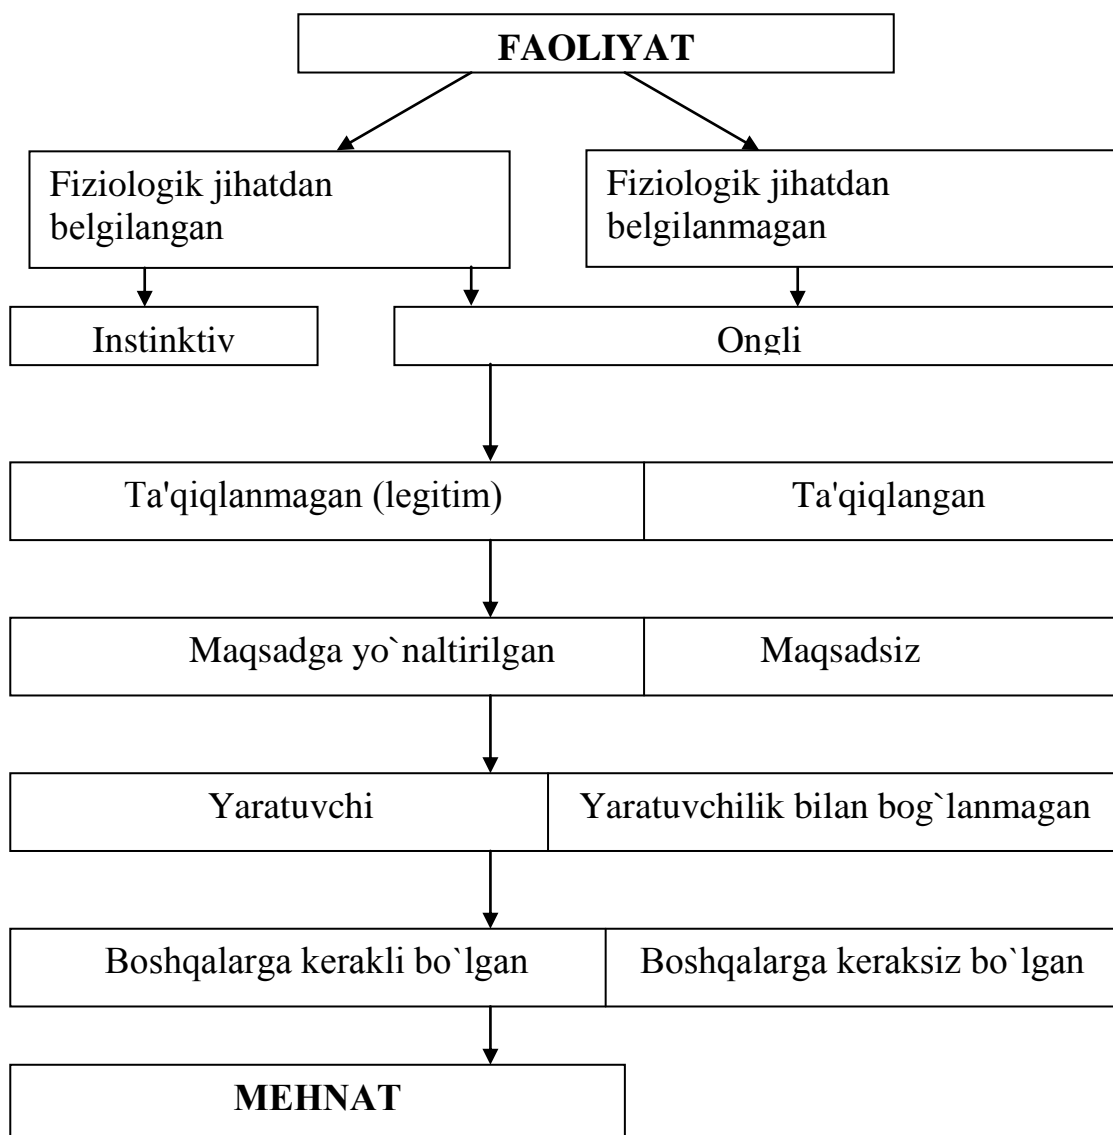 FAOLIYAT
Fiziologik jihatdan
belgilangan
Fiziologik jihatdan
belgilanmagan
Instinktiv
Ongli
Ta'qiqlanmagan (legitim)
Ta'qiqlangan
Maqsadga yo`naltirilgan
Maqsadsiz
Yaratuvchi
Yaratuvchilik bilan bog`lanmagan
Boshqalarga kerakli bo`lgan
Boshqalarga keraksiz bo`lgan
MEHNAT